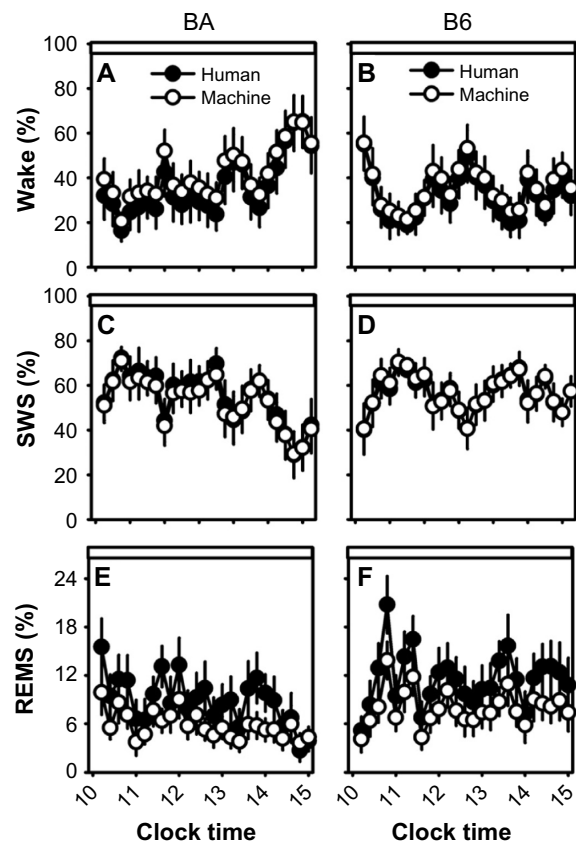 BA
B6
Wake (%)
100
80
60
40
20
0
A
Human
Machine
B
Human
Machine
SWS (%)
100
80
60
40
20
0
C
D
REMS (%)
24
18
12
6
0
E
F
10
11
12
13
14
15
10
11
12
13
14
15
Clock time
Clock time